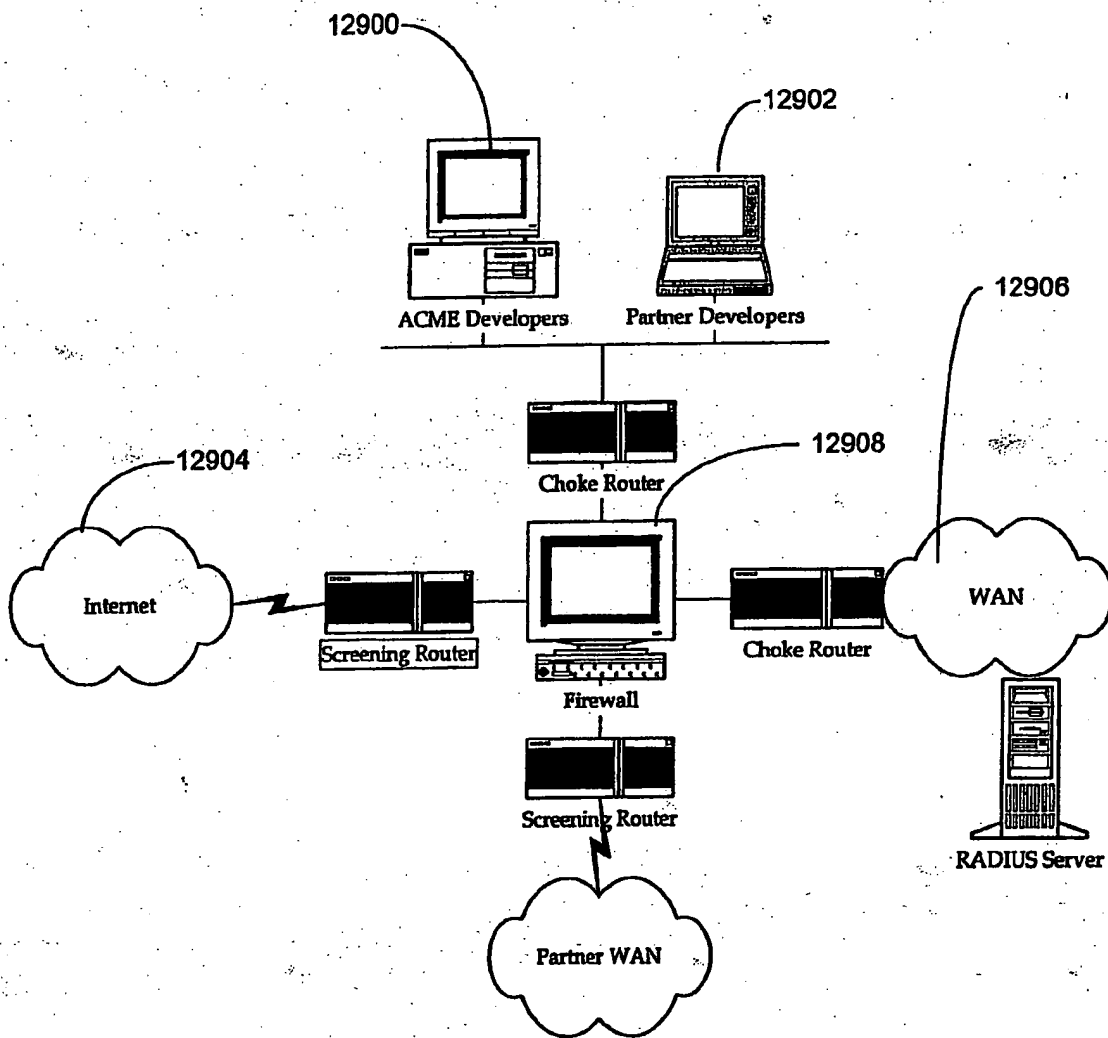 12900
12902
ACME Developers
Partner Developers
12906
Choke Router
12908
12904
Internet
Screening Router
Firewall
Choke Router
WAN
Screening Router
RADIUS Server
Partner WAN